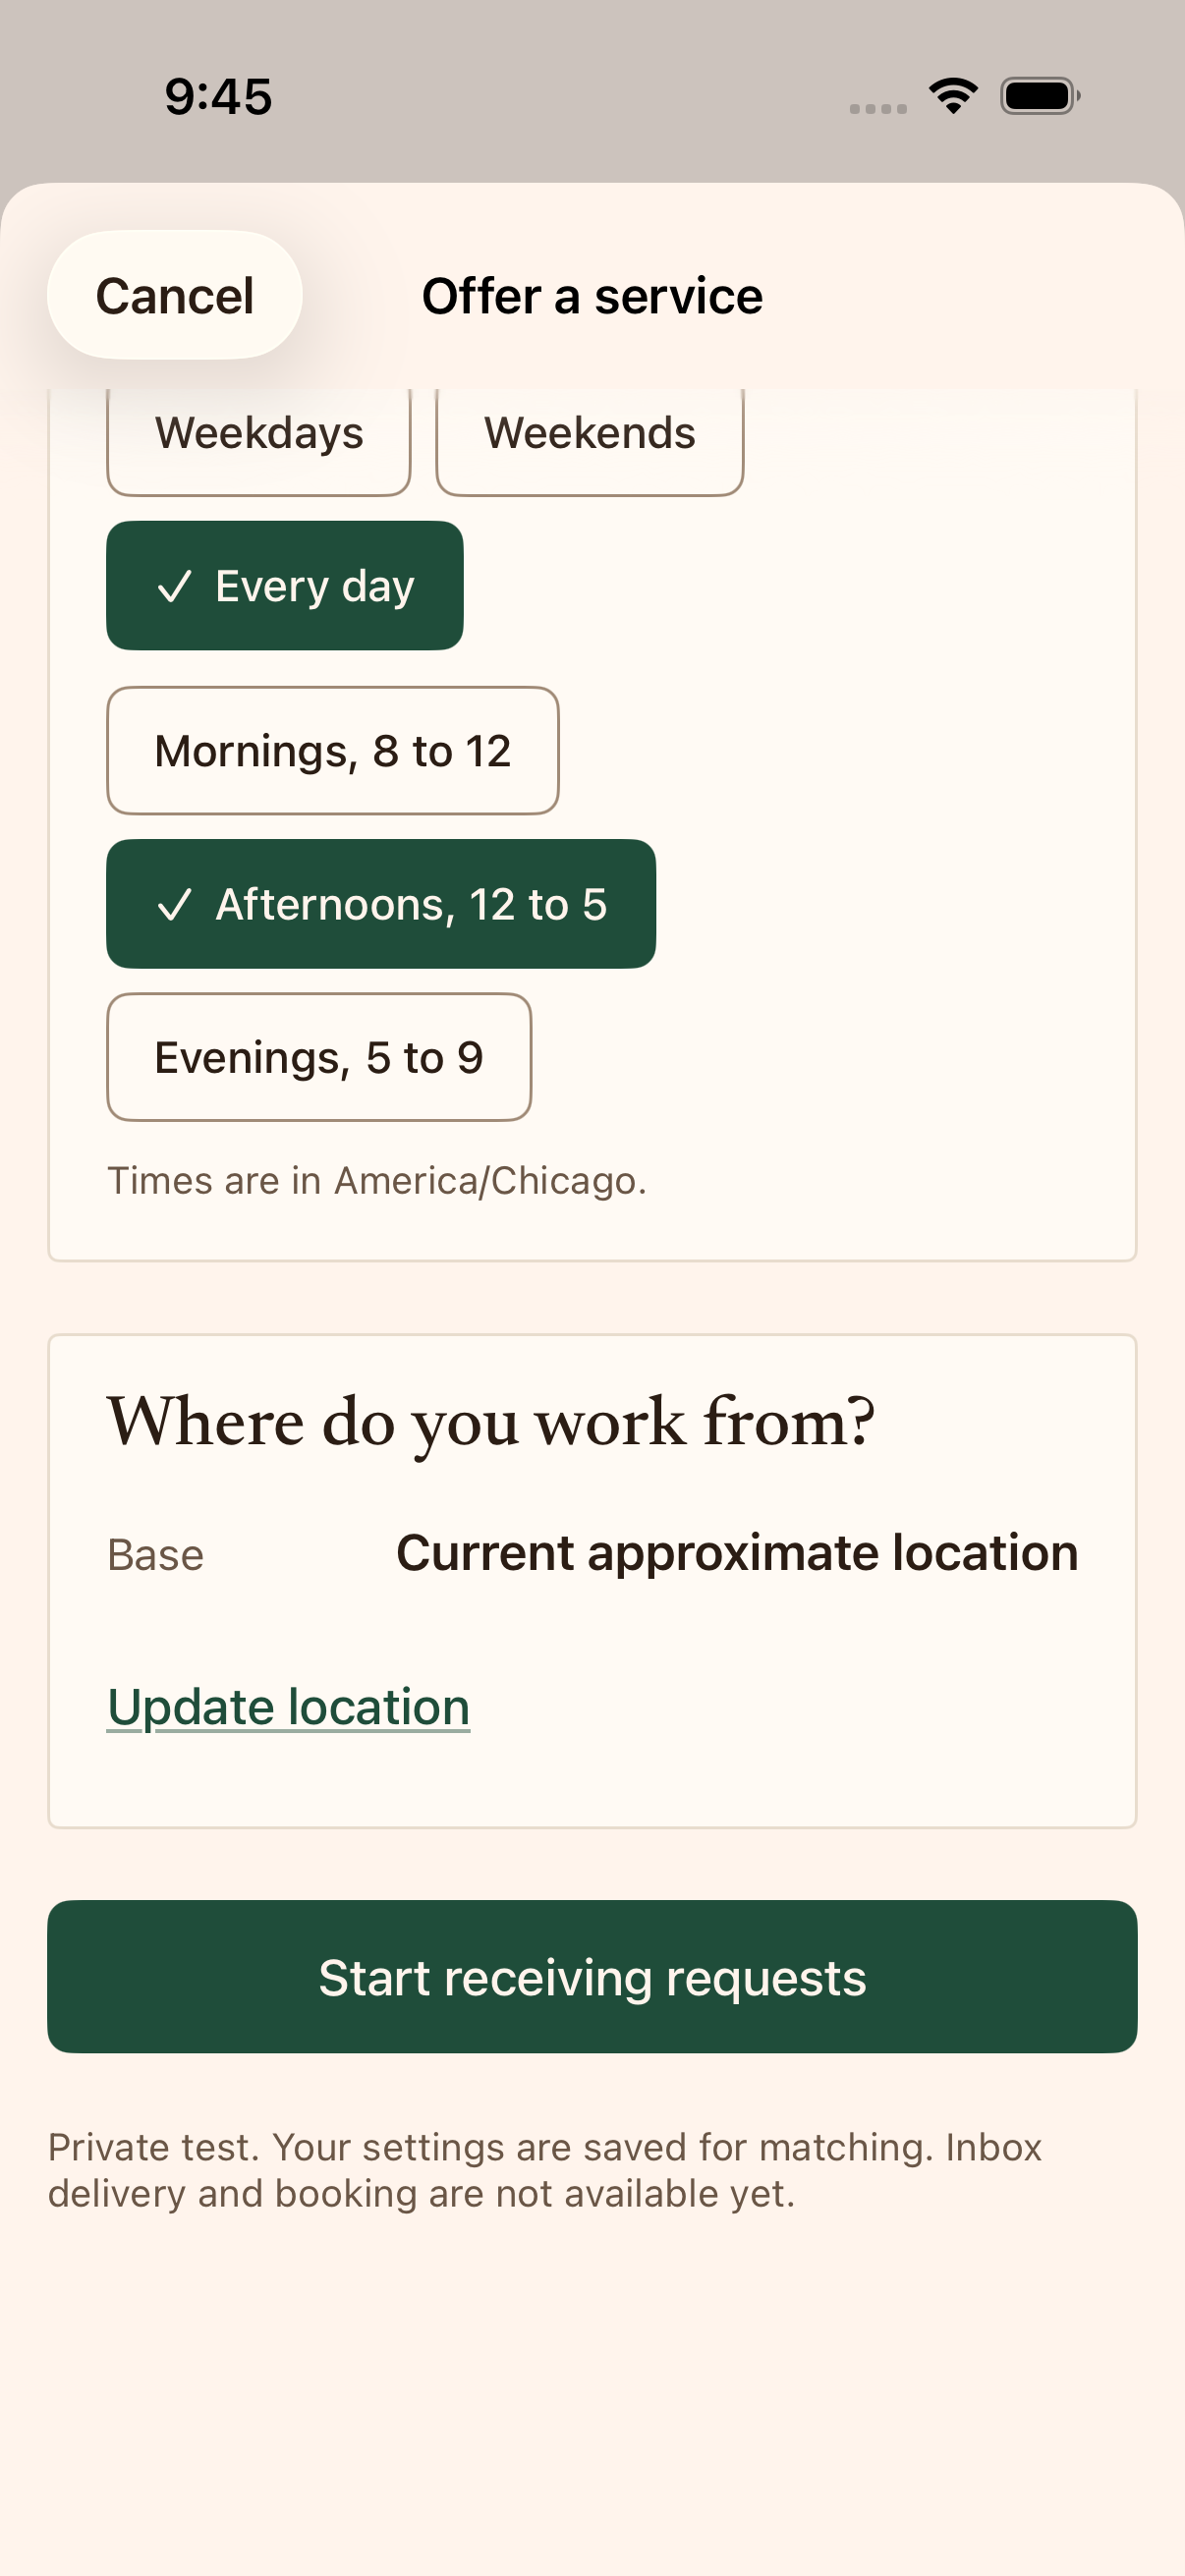 9:45
Cancel
Offer a service
Weekdays
Weekends
Every day
Mornings, 8 to 12
Afternoons, 12 to 5
Evenings, 5 to 9
Times are in America/Chicago.
Where do you work from?
Base
Current approximate location
Update location
Start receiving requests
Private test. Your settings are saved for matching. Inbox
delivery and booking are not available yet.